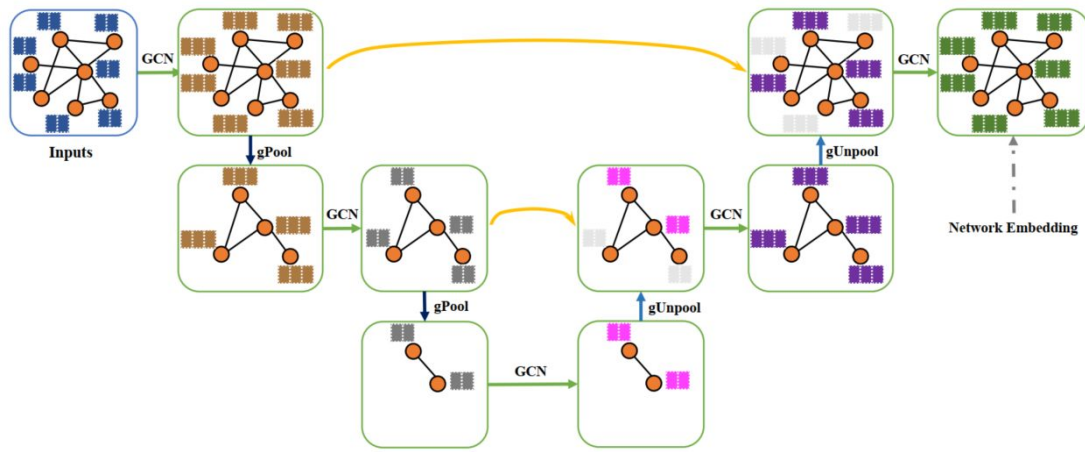 GCN
GCN
Inputs
gPool
gUnpool
GCN
GCN
Network Embedding
gPool
gUnpool
GCN